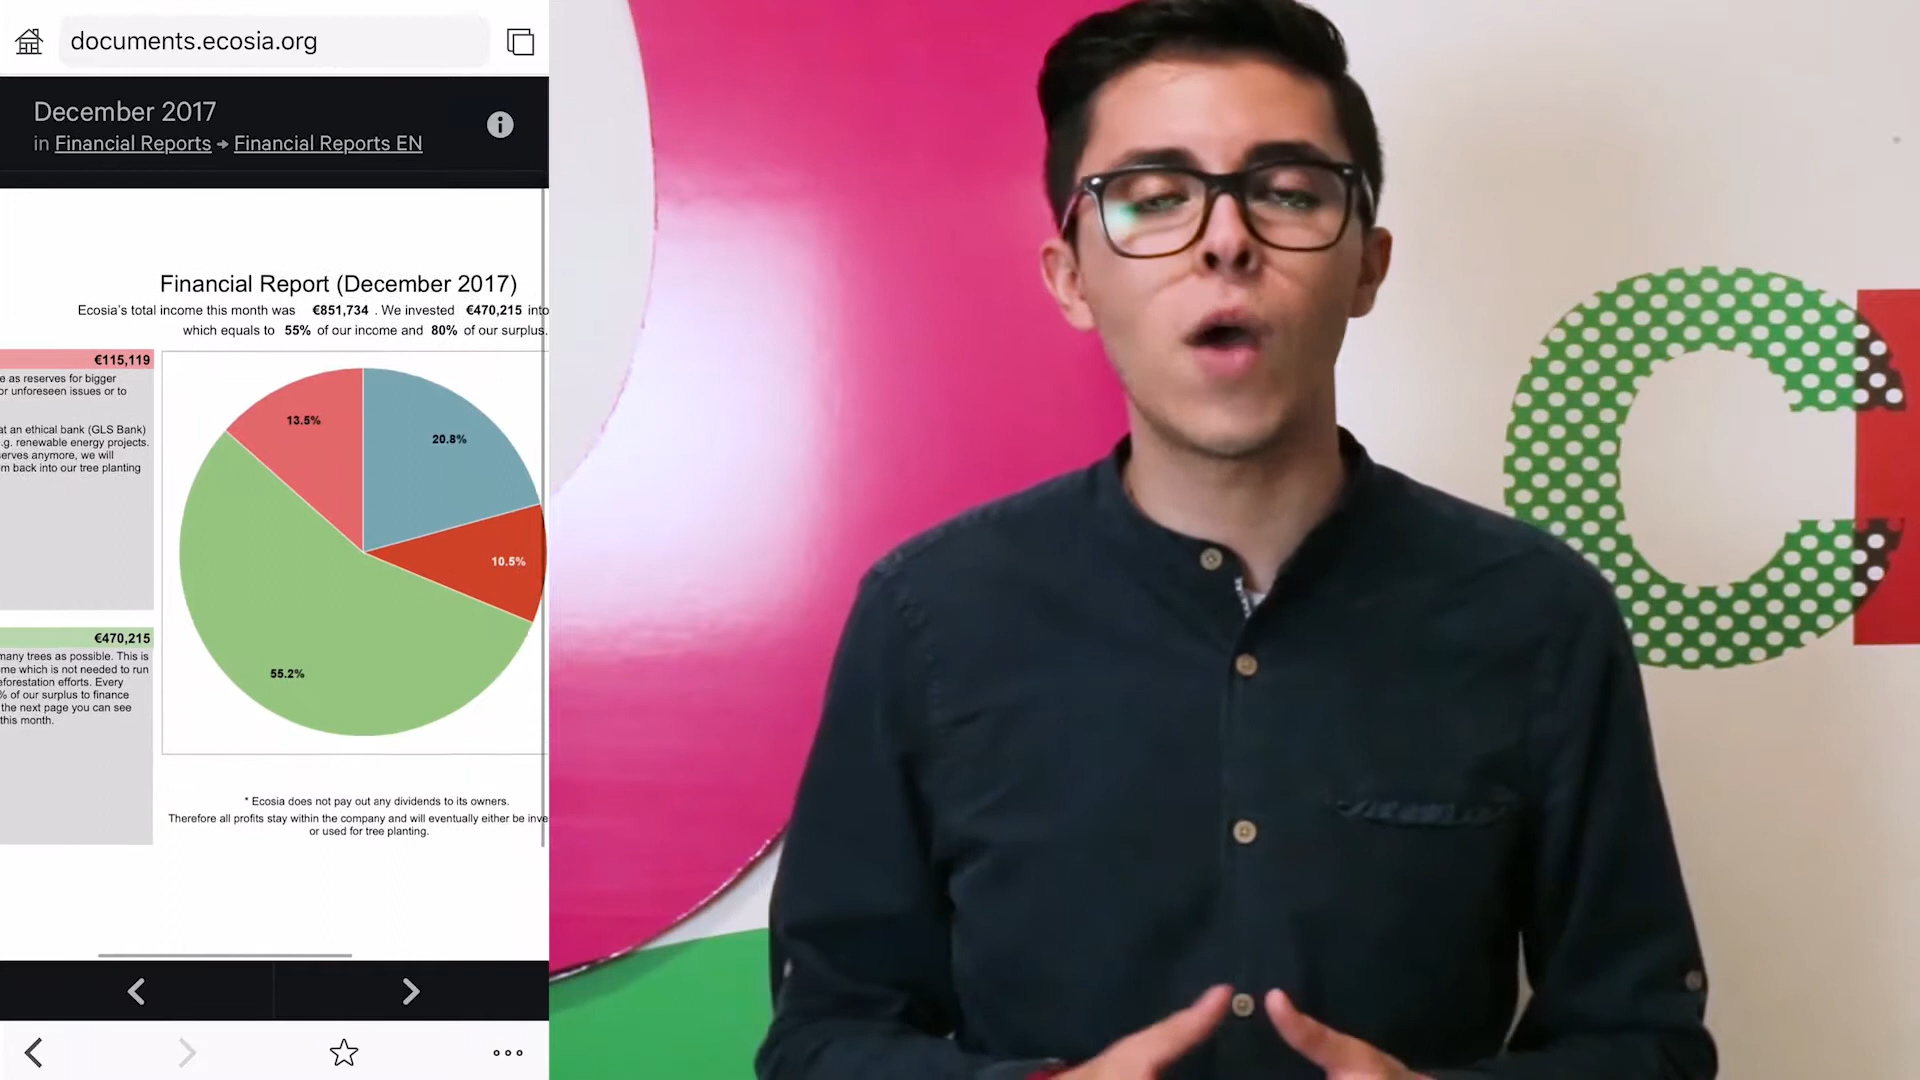 documents.ecosia.org
December 2017
in Financial Reports → Financial Reports EN
Financial Report (December 2017)
Ecosia's total income this month was €851,734 . We invested €470,215 into
which equals to 55% of our income and 80% of our surplus.
€115,119
e as reserves for bigger
or unforeseen issues or to
at an ethical bank (GLS Bank)
.g. renewable energy projects.
erves anymore, we will
m back into our tree planting
€470,215
many trees as possible. This is
me which is not needed to run
eforestation efforts. Every
% of our surplus to finance
the next page you can see
this month.
13.5%
20.8%
10.5%
55.2%
* Ecosia does not pay out any dividends to its owners.
Therefore all profits stay within the company and will eventually either be inve
or used for tree planting.
C